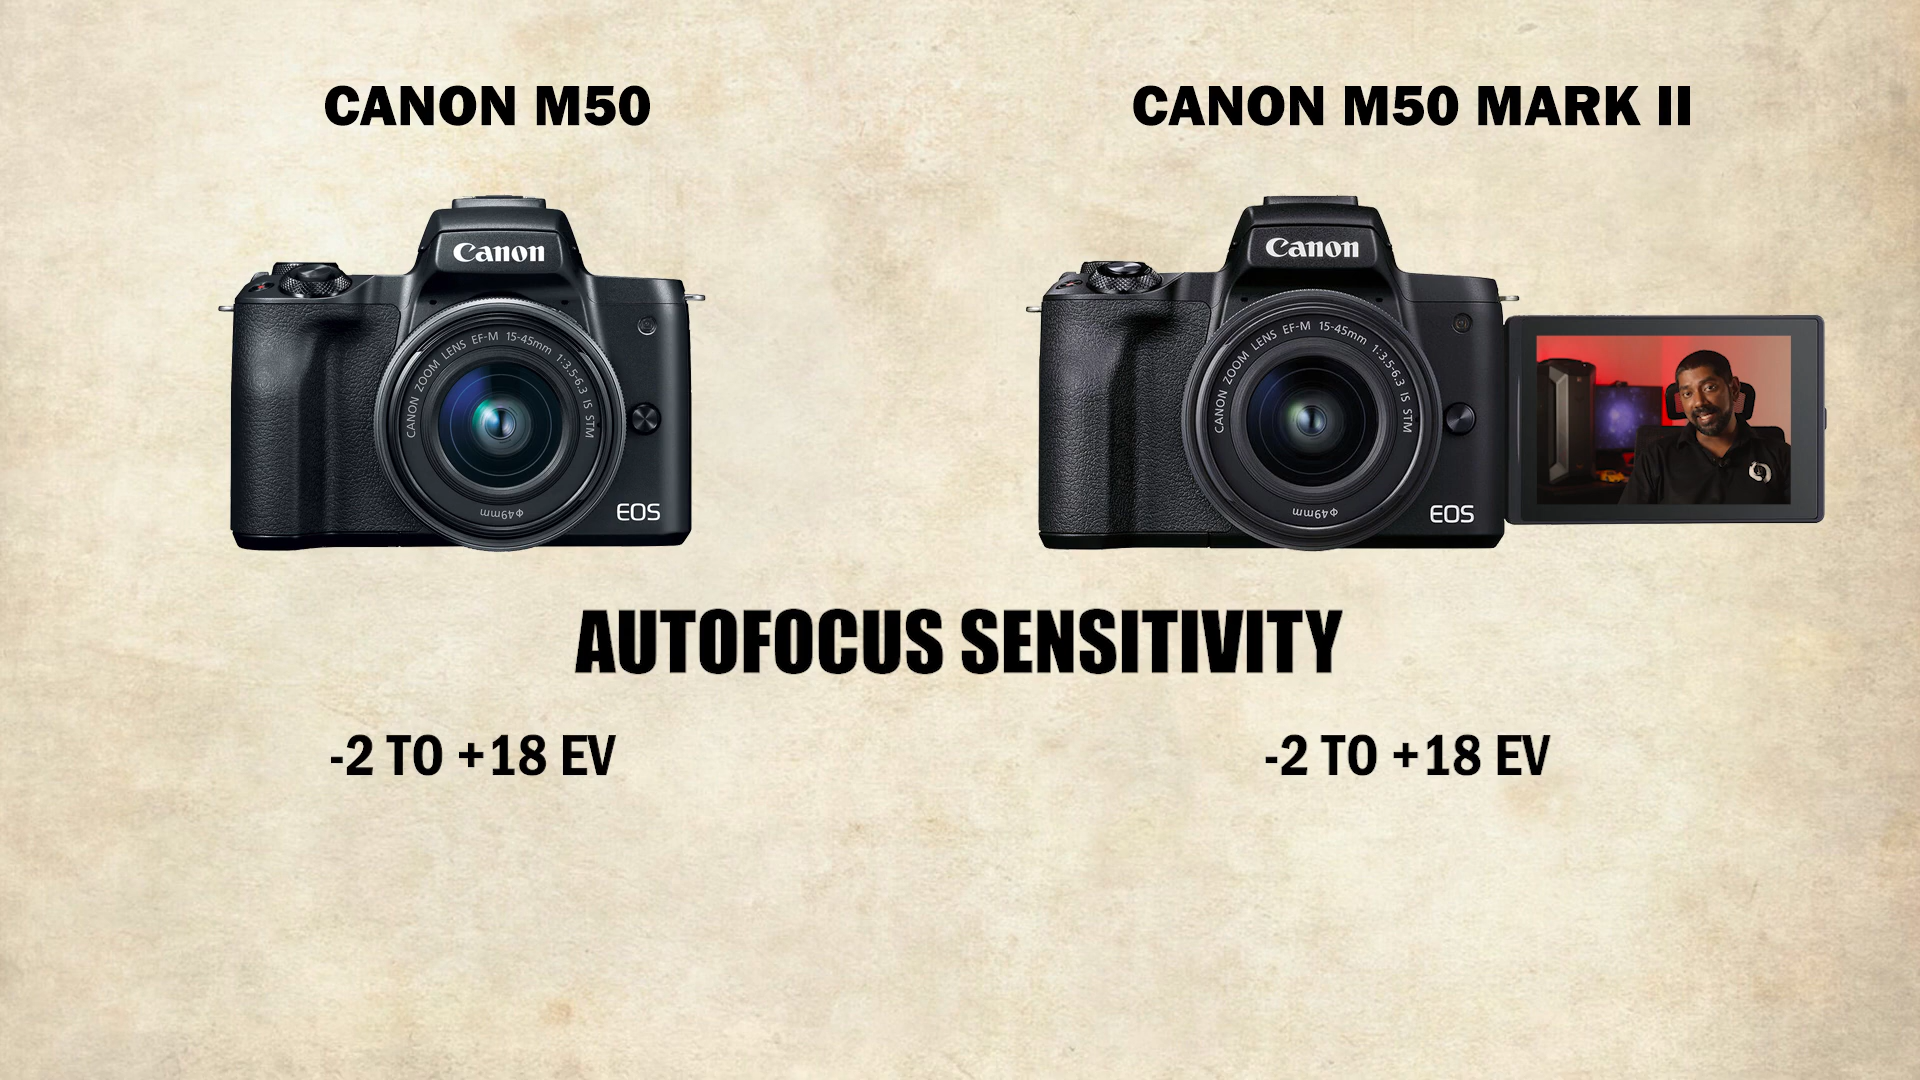 CANON M50
CANON M50 MARK II
Canon
CANON ZOOM LENS EF-M 15-45mm 1:3.5-6.3 IS STM
Φ49mm
EOS
Canon
CANON ZOOM LENS EF-M 15-45mm 1:3.5-6.3 IS STM
Φ49mm
EOS
AUTOFOCUS SENSITIVITY
-2 TO +18 EV
-2 TO +18 EV